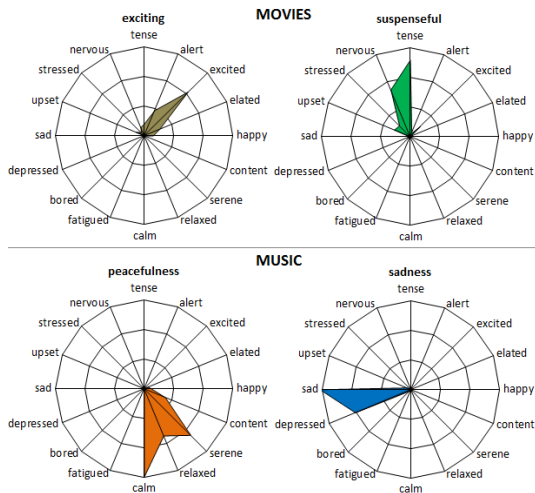 MOVIES
exciting
tense
nervous alert
stressed excited
upset elated
sad happy
depressed content
bored serene
fatigued relaxed
calm
suspenseful
tense
nervous alert
stressed excited
upset elated
sad happy
depressed content
bored serene
fatigued relaxed
calm
MUSIC
peacefulness
tense
nervous alert
stressed excited
upset elated
sad happy
depressed content
bored serene
fatigued relaxed
calm
sadness
tense
nervous alert
stressed excited
upset elated
sad happy
depressed content
bored serene
fatigued relaxed
calm